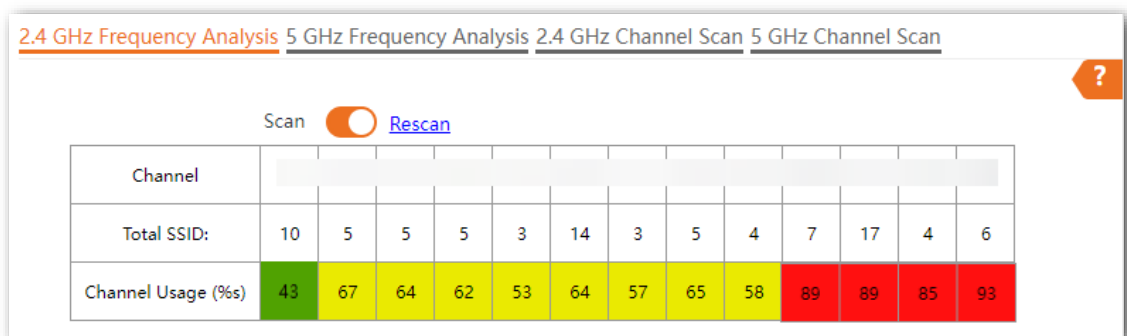 2.4 GHz Frequency Analysis 5 GHz Frequency Analysis 2.4 GHz Channel Scan 5 GHz Channel Scan
?
Scan Rescan
Channel
Total SSID: 10 5 5 5 3 14 3 5 4 7 17 4 6
Channel Usage (%s) 43 67 64 62 53 64 57 65 58 89 89 85 93